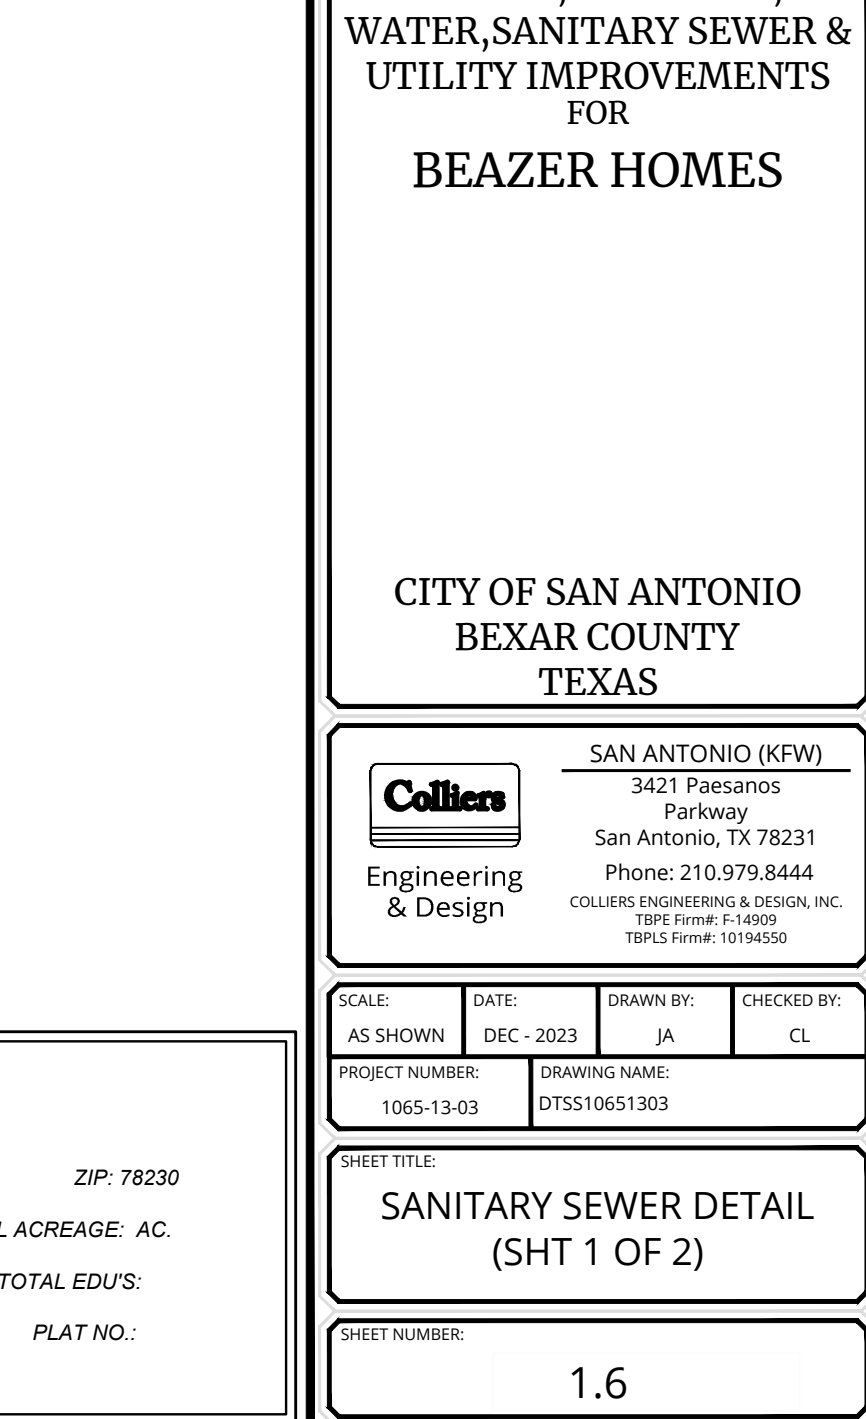 WATER,SANITARY SEWER &
UTILITY IMPROVEMENTS
FOR
BEAZER HOMES
CITY OF SAN ANTONIO
BEXAR COUNTY
TEXAS
Colliers
Engineering
& Design
SAN ANTONIO (KFW)
3421 Paesanos
Parkway
San Antonio, TX 78231
Phone: 210.979.8444
COLLIERS ENGINEERING & DESIGN, INC.
TBPE Firm#: F-14909
TBPLS Firm#: 10194550
SCALE:
AS SHOWN
DATE:
DEC - 2023
DRAWN BY:
JA
CHECKED BY:
CL
PROJECT NUMBER:
1065-13-03
DRAWING NAME:
DTSS10651303
SHEET TITLE:
SANITARY SEWER DETAIL
(SHT 1 OF 2)
SHEET NUMBER:
1.6
ZIP: 78230
L ACREAGE: AC.
TOTAL EDU'S:
PLAT NO.: